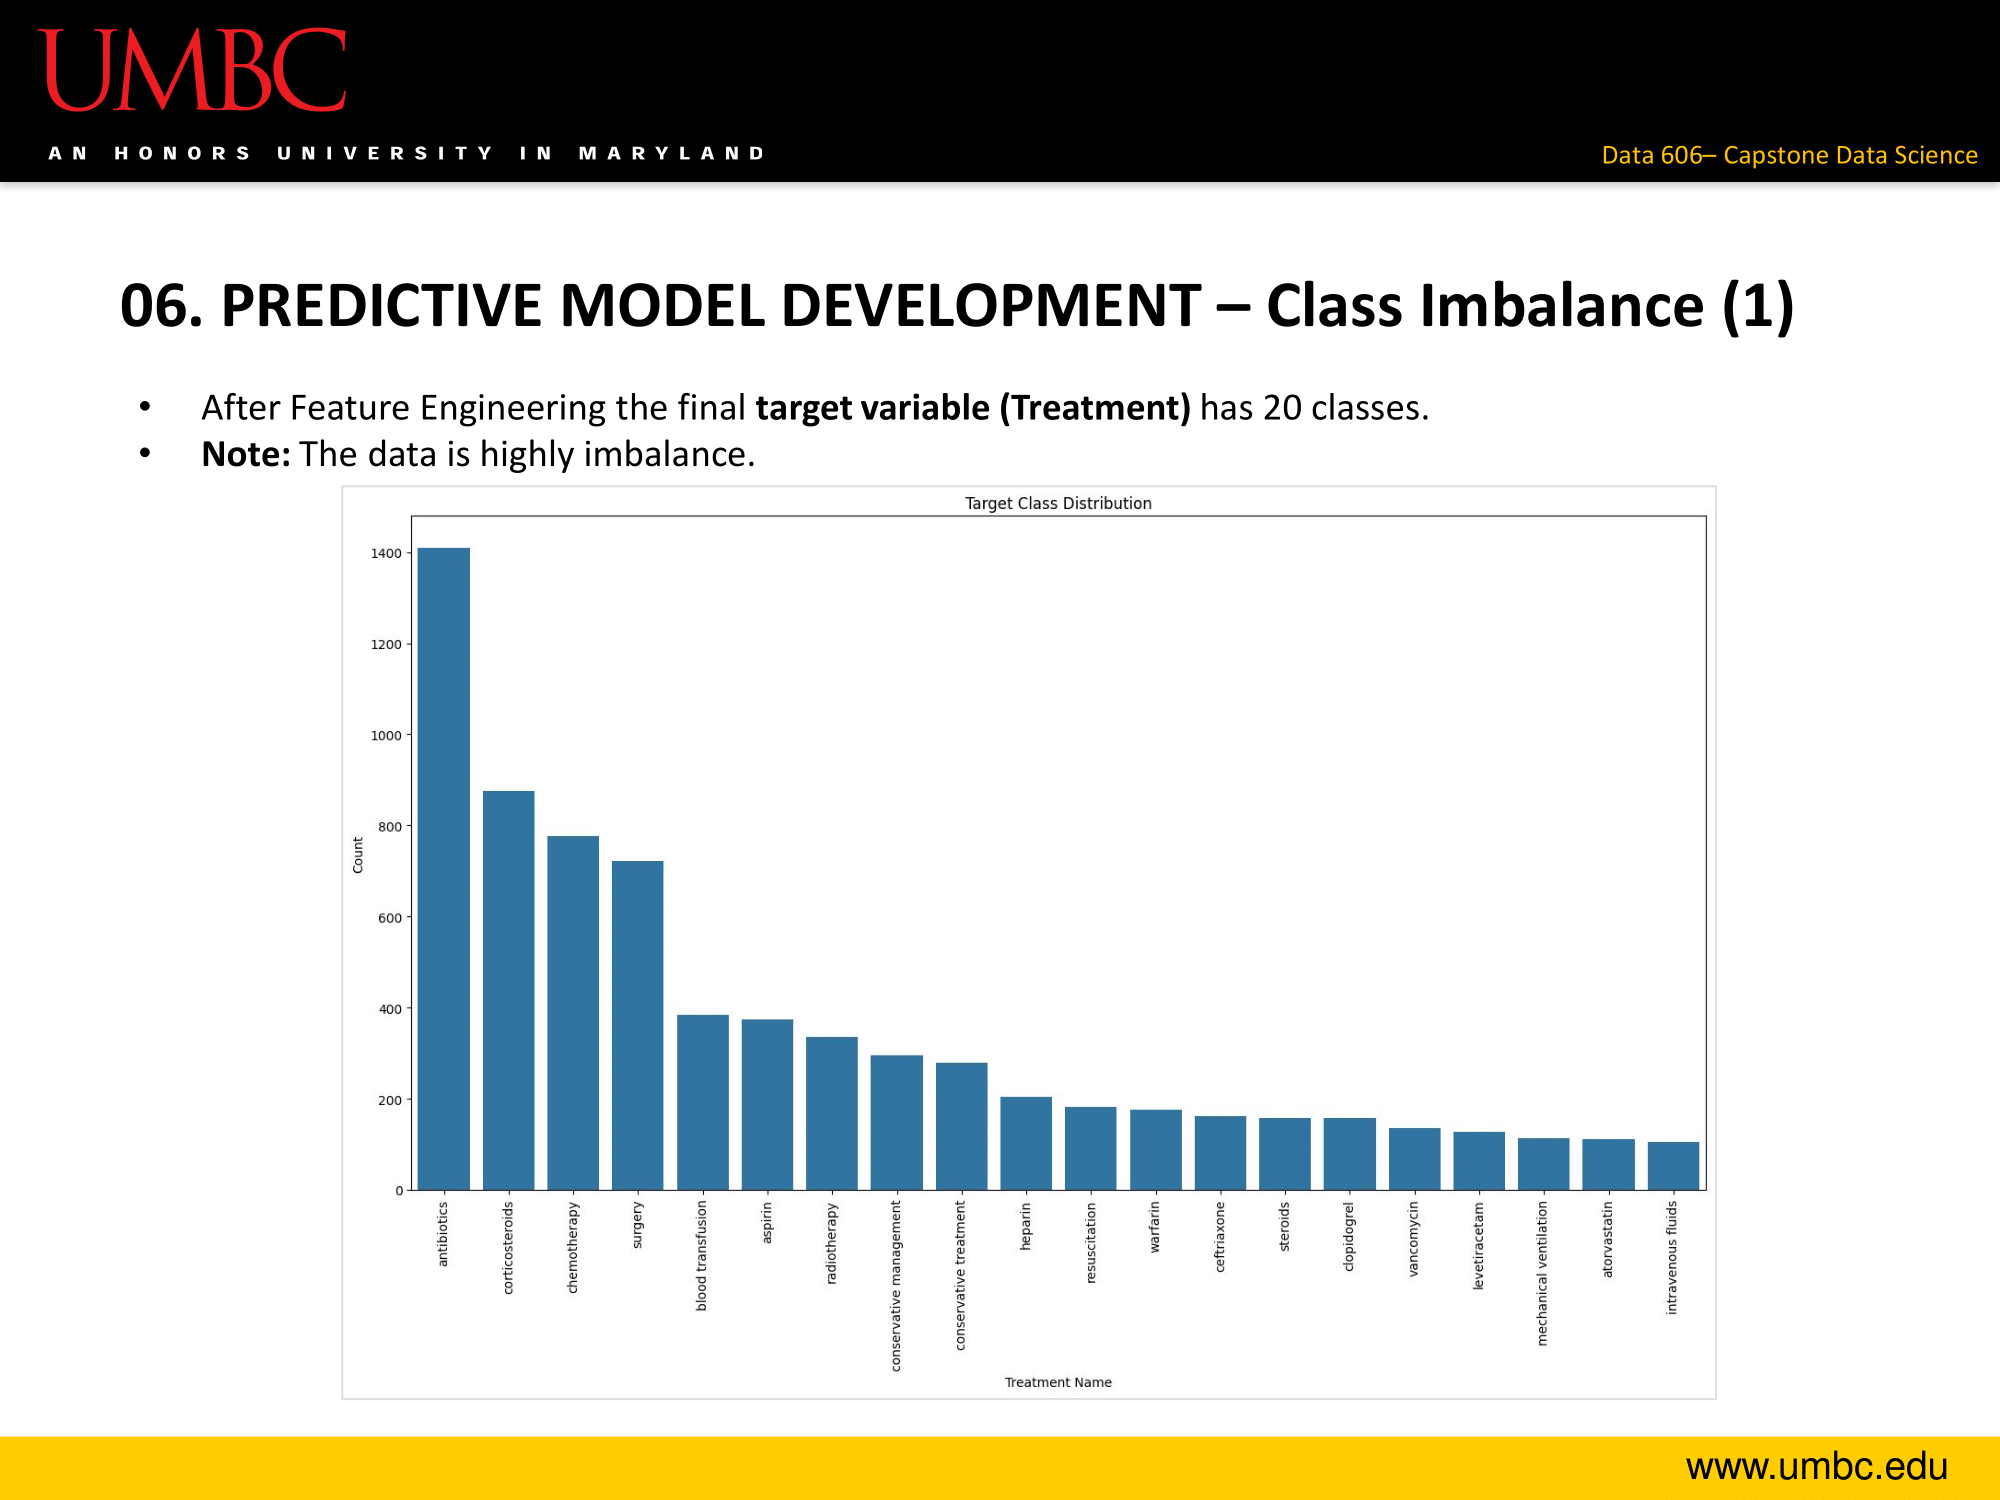 UMBC
AN HONORS UNIVERSITY IN MARYLAND
Data 606– Capstone Data Science
06. PREDICTIVE MODEL DEVELOPMENT – Class Imbalance (1)
• After Feature Engineering the final target variable (Treatment) has 20 classes.
• Note: The data is highly imbalance.
Target Class Distribution
1400
1200
1000
800
600
400
200
0
Count
antibiotics
corticosteroids
chemotherapy
surgery
blood transfusion
aspirin
radiotherapy
conservative management
conservative treatment
heparin
resuscitation
warfarin
ceftriaxone
steroids
clopidogrel
vancomycin
levetiracetam
mechanical ventilation
atorvastatin
intravenous fluids
Treatment Name
www.umbc.edu